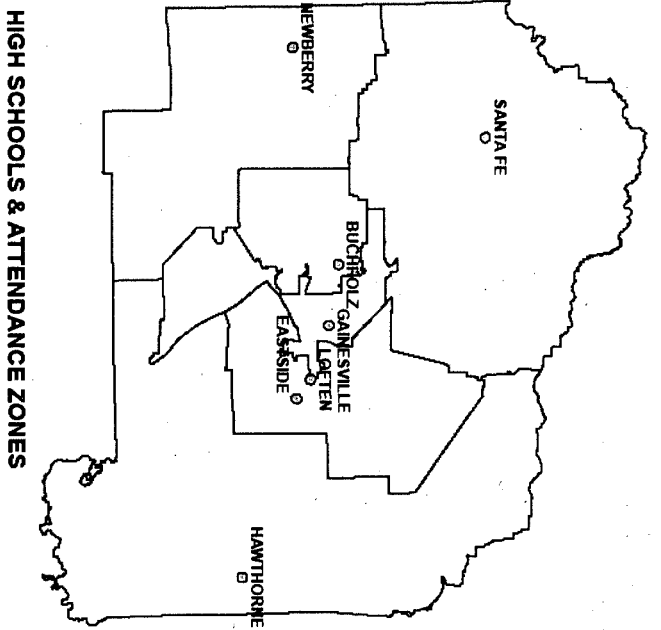 SANTA FE
NEWBERRY
BUCHHOLZ
GAINESVILLE
LOFTEN
EASTSIDE
HAWTHORNE
HIGH SCHOOLS & ATTENDANCE ZONES